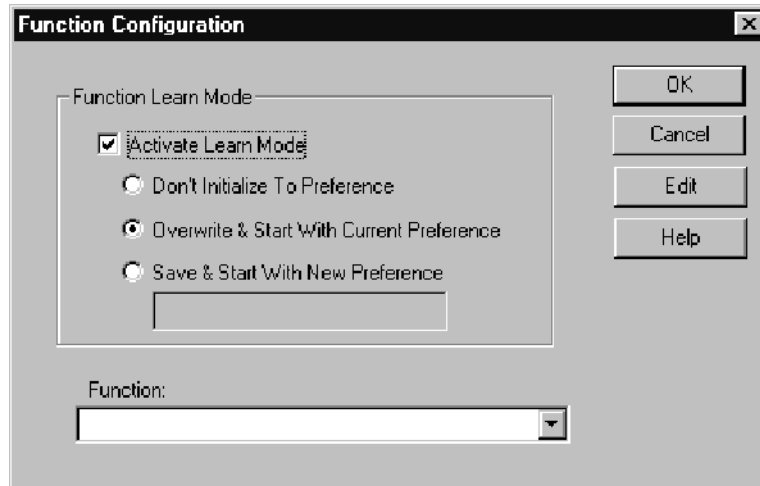 Function Configuration
Function Learn Mode
Activate Learn Mode
Don't Initialize To Preference
Overwrite & Start With Current Preference
Save & Start With New Preference
Function:
OK
Cancel
Edit
Help